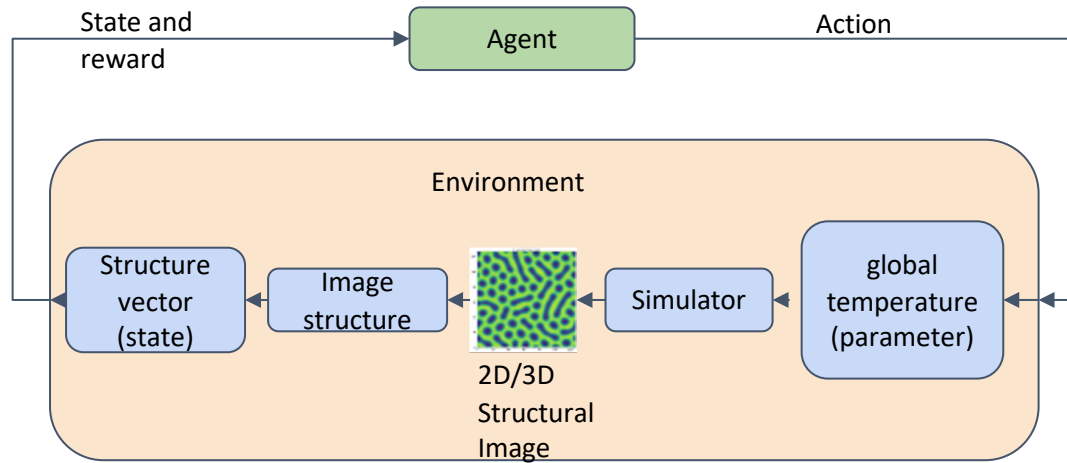 State and
reward
Agent
Action
Environment
Structure
vector
(state)
Image
structure
2D/3D
Structural
Image
Simulator
global
temperature
(parameter)